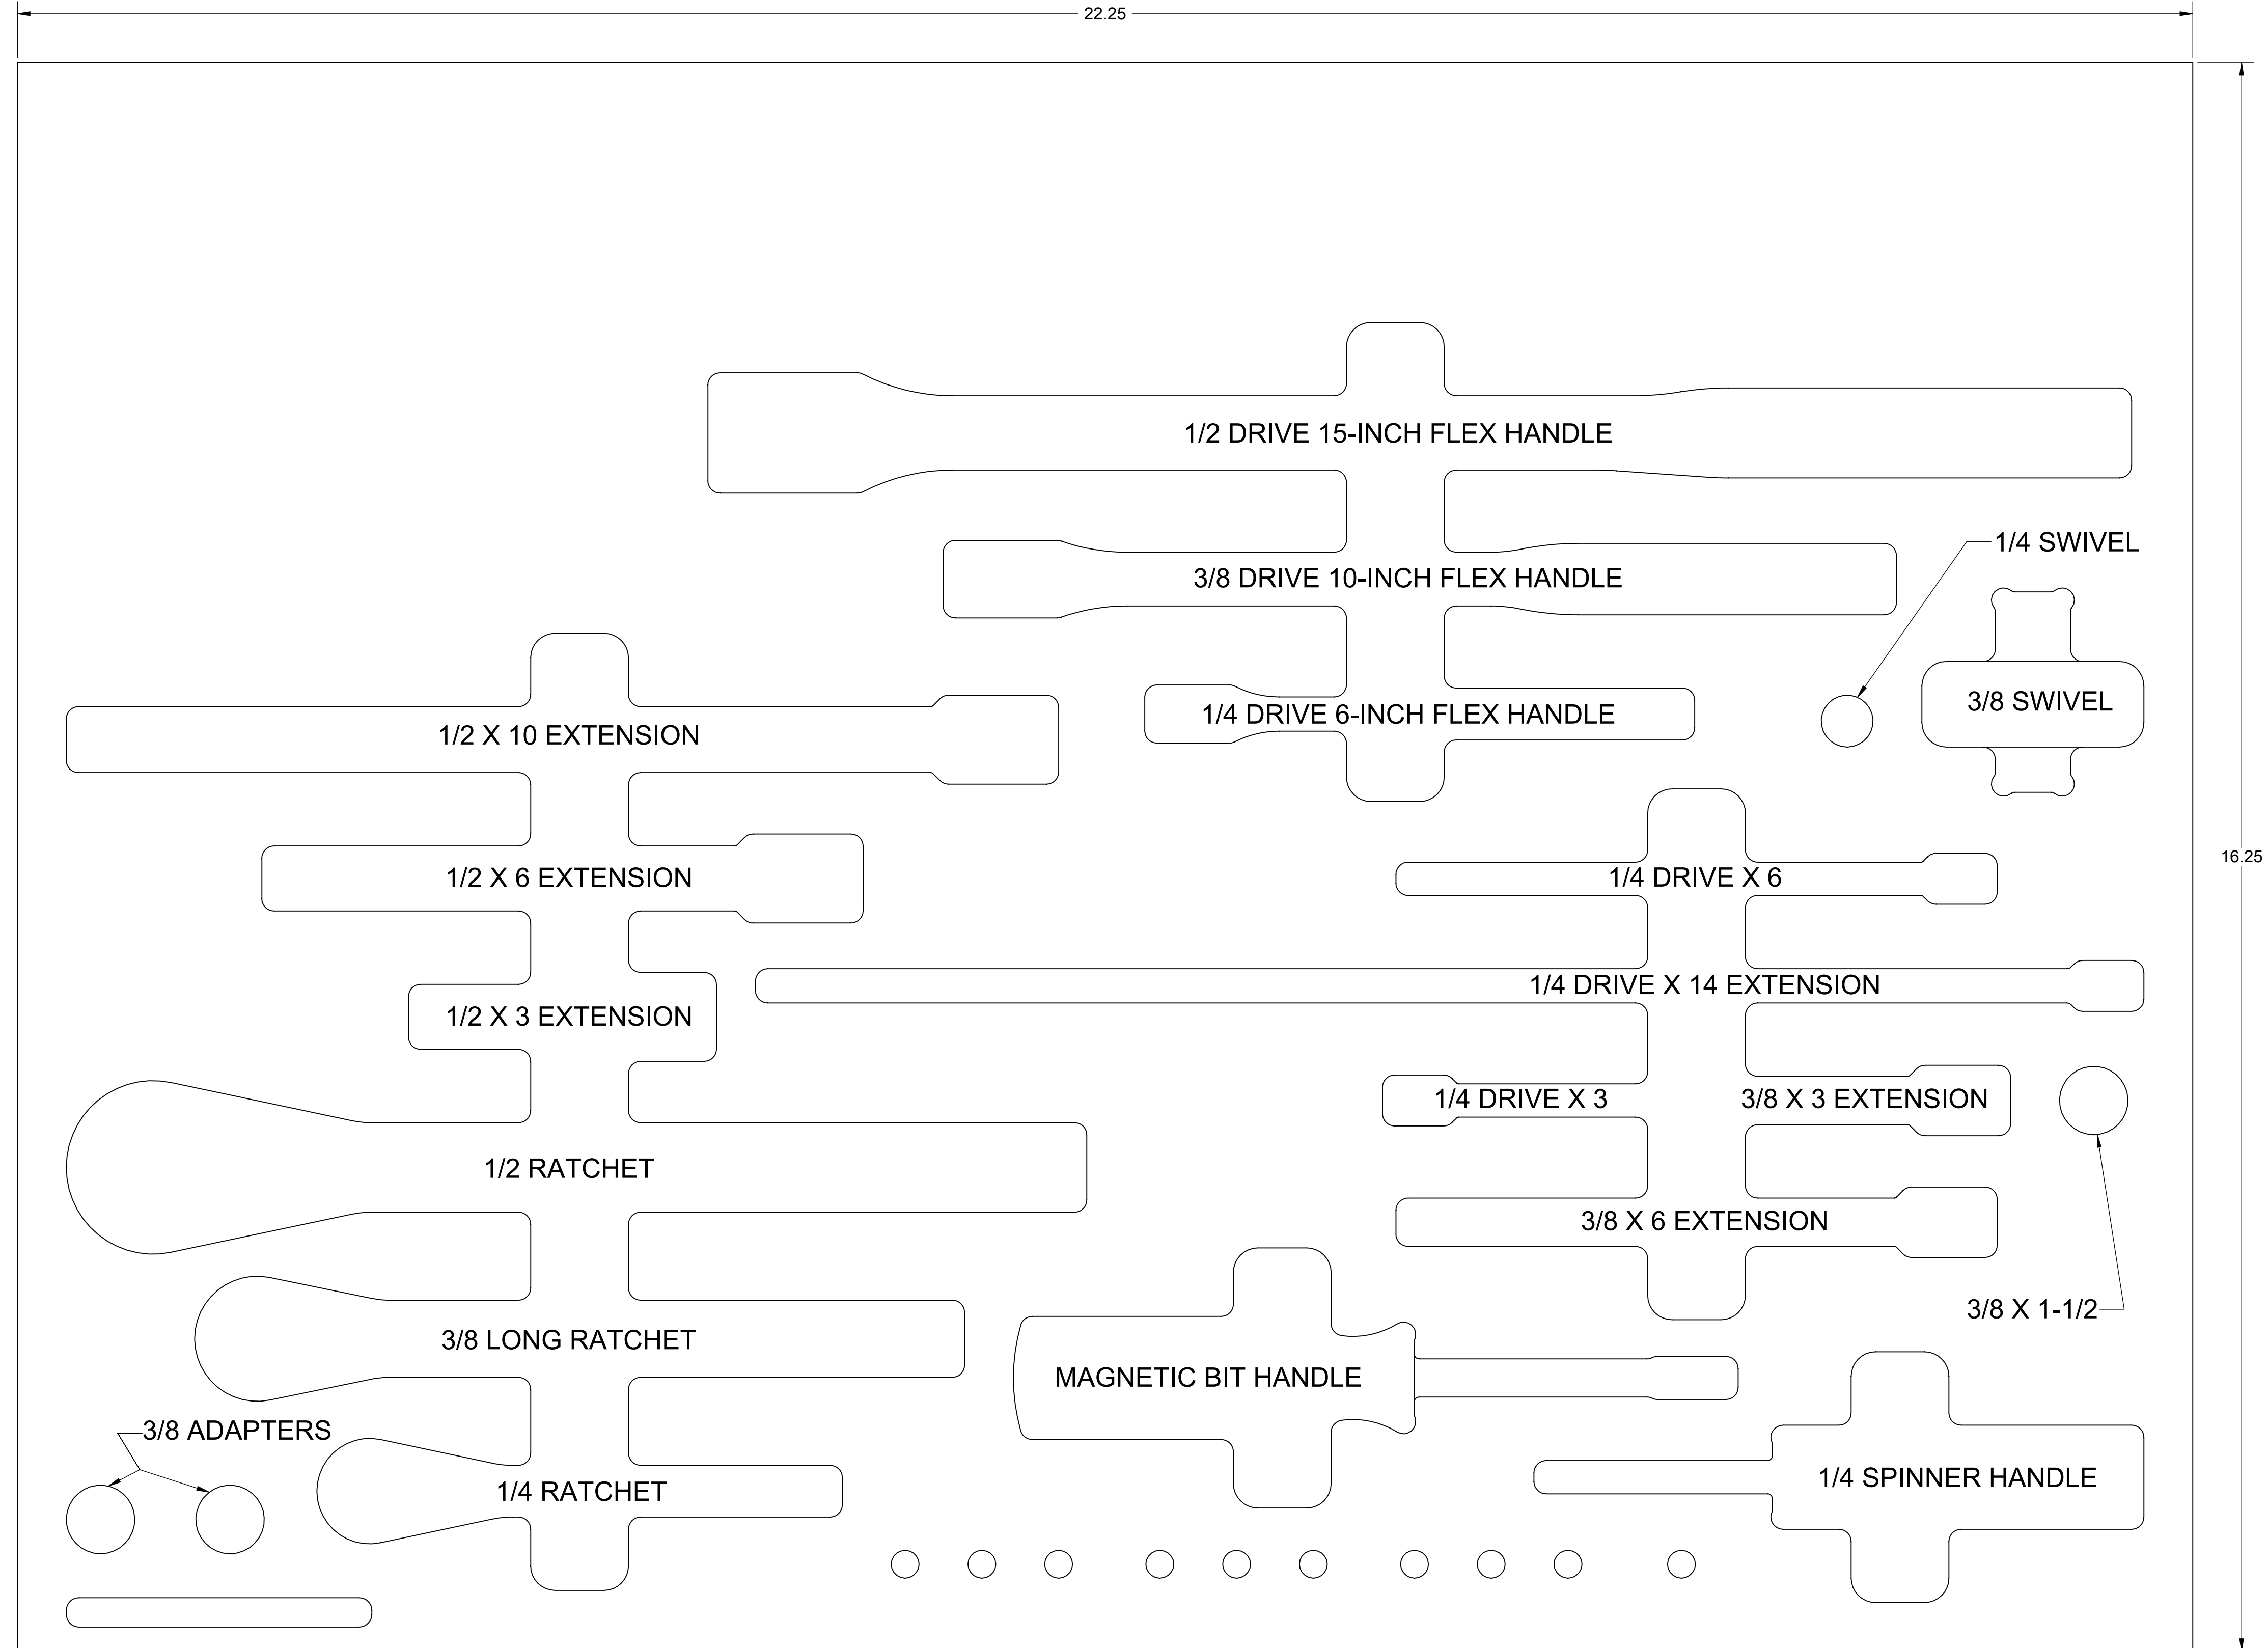 22.25
1/2 DRIVE 15-INCH FLEX HANDLE
1/4 SWIVEL
3/8 DRIVE 10-INCH FLEX HANDLE
3/8 SWIVEL
1/4 DRIVE 6-INCH FLEX HANDLE
1/2 X 10 EXTENSION
16.25
1/2 X 6 EXTENSION
1/4 DRIVE X 6
1/4 DRIVE X 14 EXTENSION
1/2 X 3 EXTENSION
1/4 DRIVE X 3
3/8 X 3 EXTENSION
1/2 RATCHET
3/8 X 6 EXTENSION
3/8 X 1-1/2
3/8 LONG RATCHET
MAGNETIC BIT HANDLE
3/8 ADAPTERS
1/4 SPINNER HANDLE
1/4 RATCHET